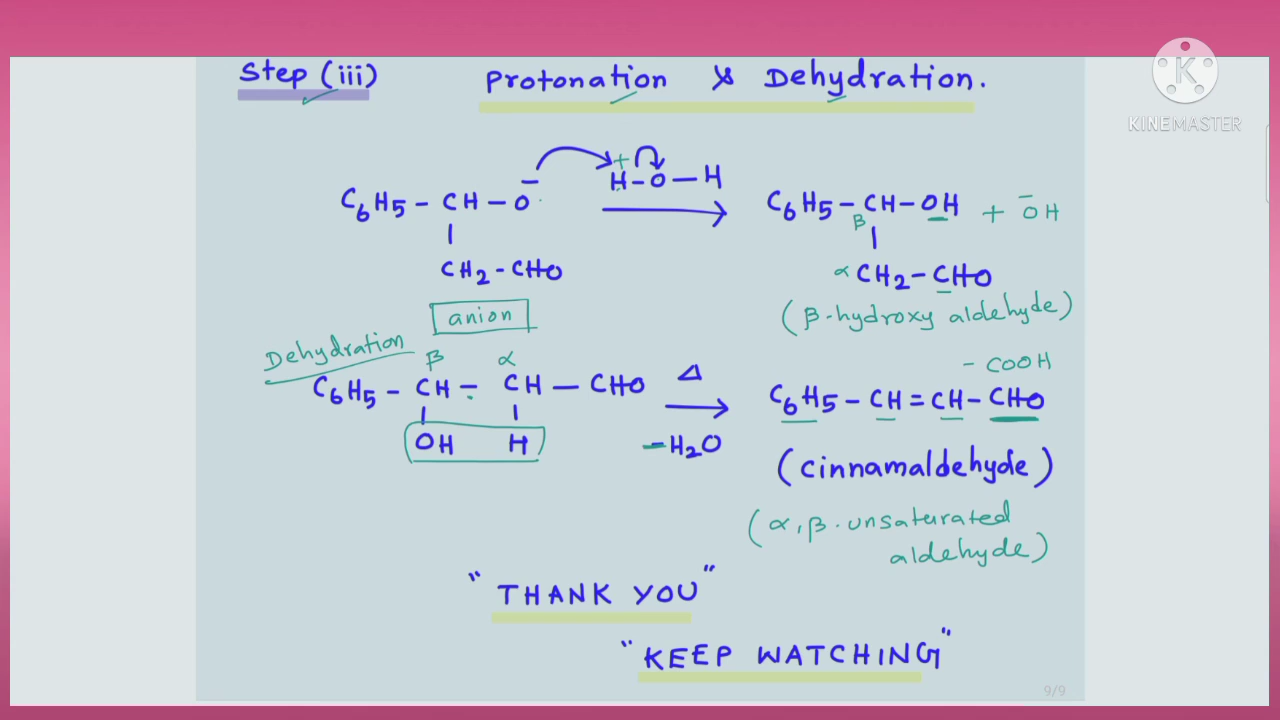 Step (iii) Protonation & Dehydration.
KINEMASTER
C6H5 - CH - O⁻
CH2 - CHO
+
H - O - H
C6H5 - CH - OH + ⁻OH
β
α CH2 - CHO
anion
(β-hydroxy aldehyde)
Dehydration
β α
C6H5 - CH - CH - CHO
OH H
Δ
-H2O
- COOH
C6H5 - CH = CH - CHO
(cinnamaldehyde)
(α, β-unsaturated
aldehyde)
"THANK YOU"
"KEEP WATCHING"
9/9